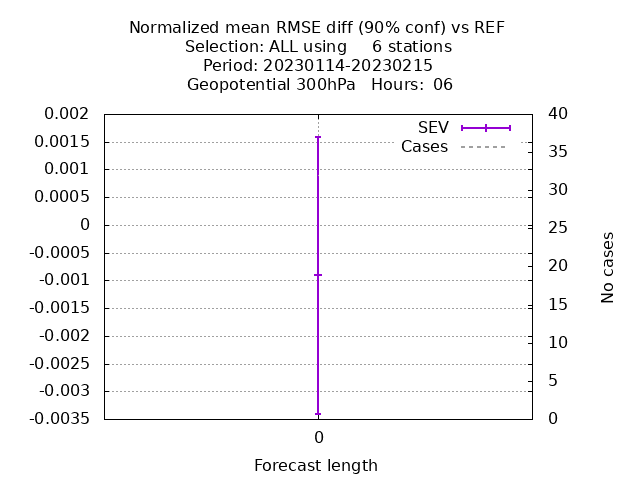 Normalized mean RMSE diff (90% conf) vs REF
Selection: ALL using     6 stations
Period: 20230114-20230215
Geopotential 300hPa   Hours:  06
0.002
0.0015
0.001
0.0005
0
-0.0005
-0.001
-0.0015
-0.002
-0.0025
-0.003
-0.0035
SEV
Cases
40
35
30
25
20
15
10
5
0
No cases
0
Forecast length